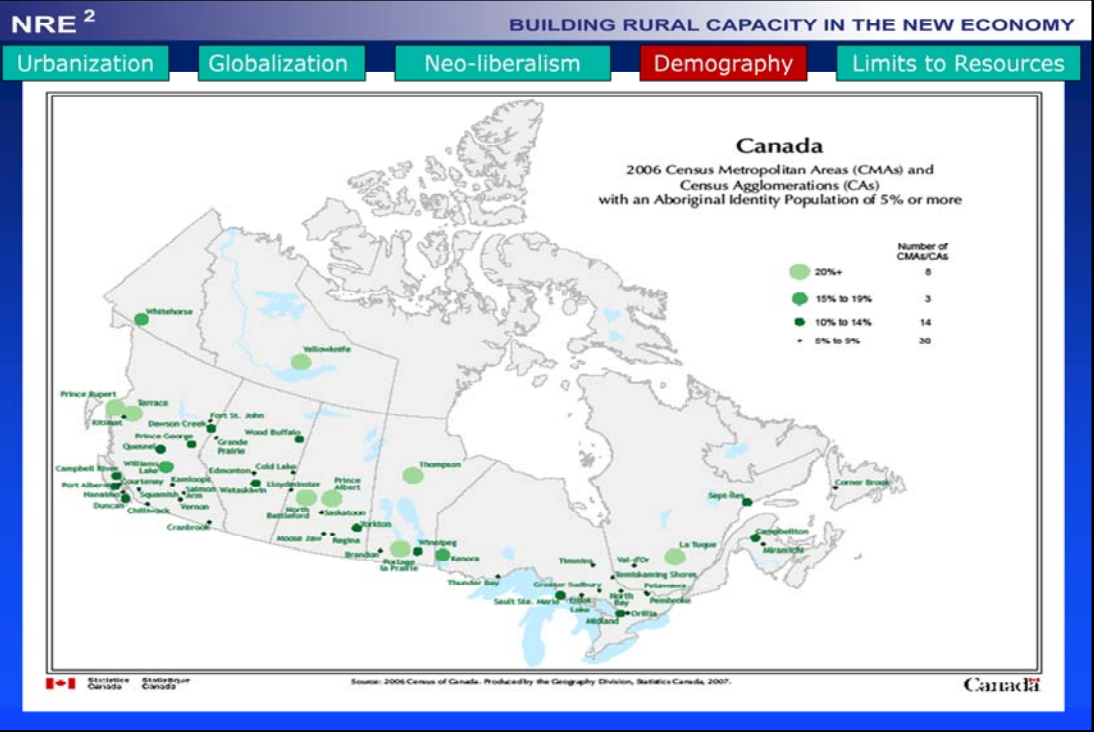 NRE 2
BUILDING RURAL CAPACITY IN THE NEW ECONOMY
Urbanization
Globalization
Neo-liberalism
Demography
Limits to Resources
Canada
2006 Census Metropolitan Areas (CMAs) and
Census Agglomerations (CAs)
with an Aboriginal Identity Population of 5% or more
Number of
CMAs/CAs
20%+ 8
15% to 19% 3
10% to 14% 14
5% to 9% 30
Whitehorse
Yellowknife
Prince Rupert
Terrace
Kitimat
Fort St. John
Dawson Creek
Prince George
Grande
Prairie
Wood Buffalo
Quesnel
Williams
Lake
Edmonton
Cold Lake
Thompson
Campbell River
Kamloops
Prince
Albert
Port Alberni
Courtenay
Salmon
Arm
Wetaskiwin
Lloydminster
Nanaimo
Squamish
Vernon
North
Battleford
Saskatoon
Duncan
Chilliwack
Cranbrook
Yorkton
Moose Jaw
Regina
Winnipeg
Brandon
Portage
la Prairie
Kenora
Thunder Bay
Timmins
Val-d'Or
La Tuque
Sept-Îles
Corner Brook
Campbellton
Miramichi
Temiskaming Shores
Greater Sudbury
Petawawa
Sault Ste. Marie
Elliot
Lake
North
Bay
Pembroke
Midland
Orillia
Statistics
Canada
Statistique
Canada
Source: 2006 Census of Canada. Produced by the Geography Division, Statistics Canada, 2007.
Canada